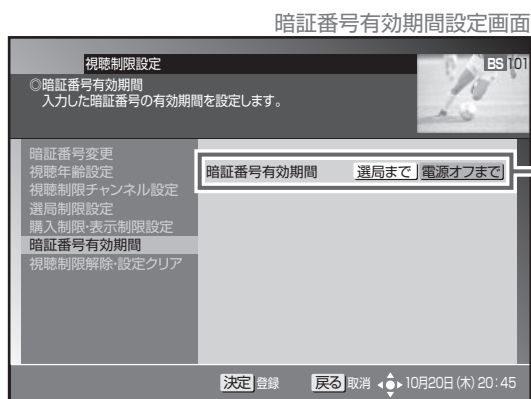 暗証番号有効期間設定画面
視聴制限設定
BS 101
◎暗証番号有効期間
入力した暗証番号の有効期間を設定します。
暗証番号変更
視聴年齢設定
視聴制限チャンネル設定
選局制限設定
購入制限・表示制限設定
暗証番号有効期間
視聴制限解除・設定クリア
暗証番号有効期間 選局まで 電源オフまで
決定 登録 戻る 取消 10月20日(木) 20:45